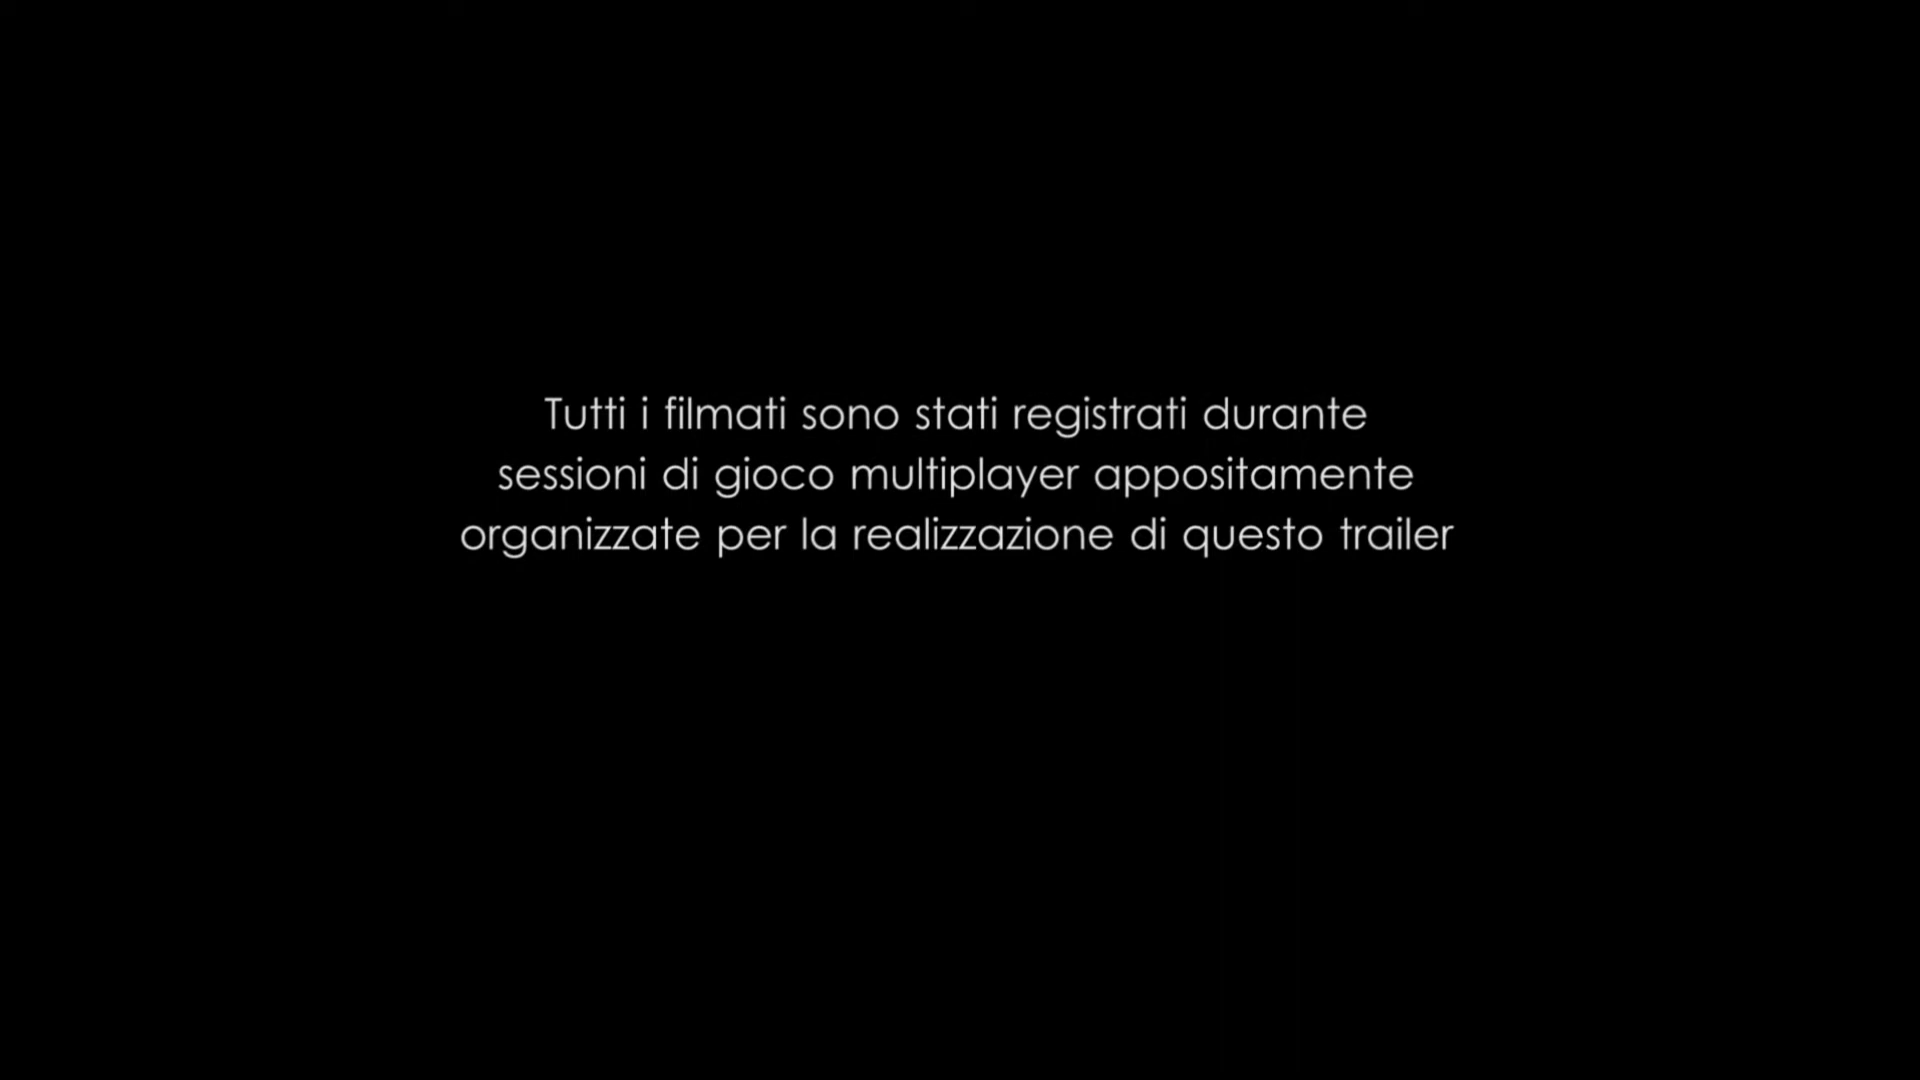 Tutti i filmati sono stati registrati durante
sessioni di gioco multiplayer appositamente
organizzate per la realizzazione di questo trailer